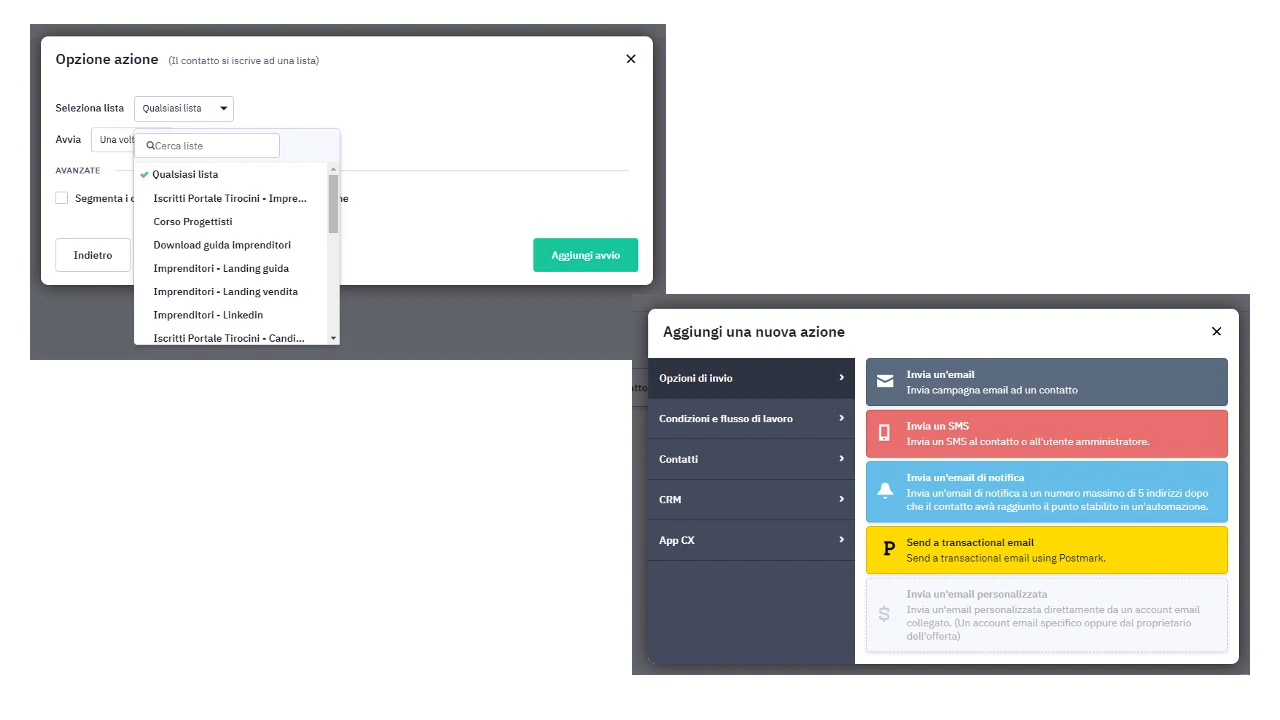 Opzione azione (Il contatto si iscrive ad una lista)
Seleziona lista Qualsiasi lista
Avvia Una volt
Cerca liste
AVANZATE
Qualsiasi lista
Iscritti Portale Tirocini - Impre...
Segmenta i c ne
Corso Progettisti
Download guida imprenditori
Indietro
Aggiungi avvio
Imprenditori - Landing guida
Imprenditori - Landing vendita
Imprenditori - Linkedin
Iscritti Portale Tirocini - Candi...
Aggiungi una nuova azione
Opzioni di invio
Condizioni e flusso di lavoro
Contatti
CRM
App CX
Invia un'email
Invia campagna email ad un contatto
Invia un SMS
Invia un SMS al contatto o all'utente amministratore.
Invia un'email di notifica
Invia un'email di notifica a un numero massimo di 5 indirizzi dopo
che il contatto avrà raggiunto il punto stabilito in un'automazione.
P
Send a transactional email
Send a transactional email using Postmark.
Invia un'email personalizzata
Invia un'email personalizzata direttamente da un account email
collegato. (Un account email specifico oppure dal proprietario
dell'offerta)